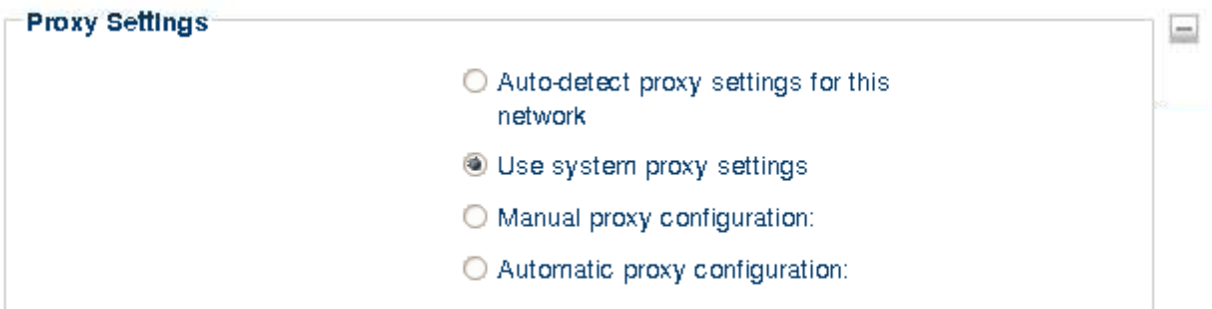 Proxy Settings
Auto-detect proxy settings for this
network
Use system proxy settings
Manual proxy configuration:
Automatic proxy configuration: